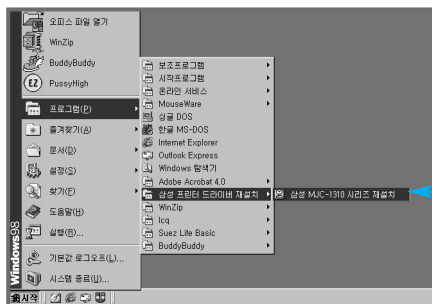 오피스 파일 열기
WinZip
BuddyBuddy
EZ PussyHigh
프로그램(P)
즐겨찾기(A)
문서(D)
설정(S)
찾기(F)
도움말(H)
실행(R)...
기본값 로그오프(L)...
시스템 종료(U)...
Windows98
보조프로그램
시작프로그램
온라인 서비스
MouseWare
싱글 DOS
한글 MS-DOS
Internet Explorer
Outlook Express
Windows 탐색기
Adobe Acrobat 4.0
삼성 프린터 드라이버 재설치
WinZip
Icq
Suez Life Basic
BuddyBuddy
삼성 MJC-1310 시리즈 재설치
시작